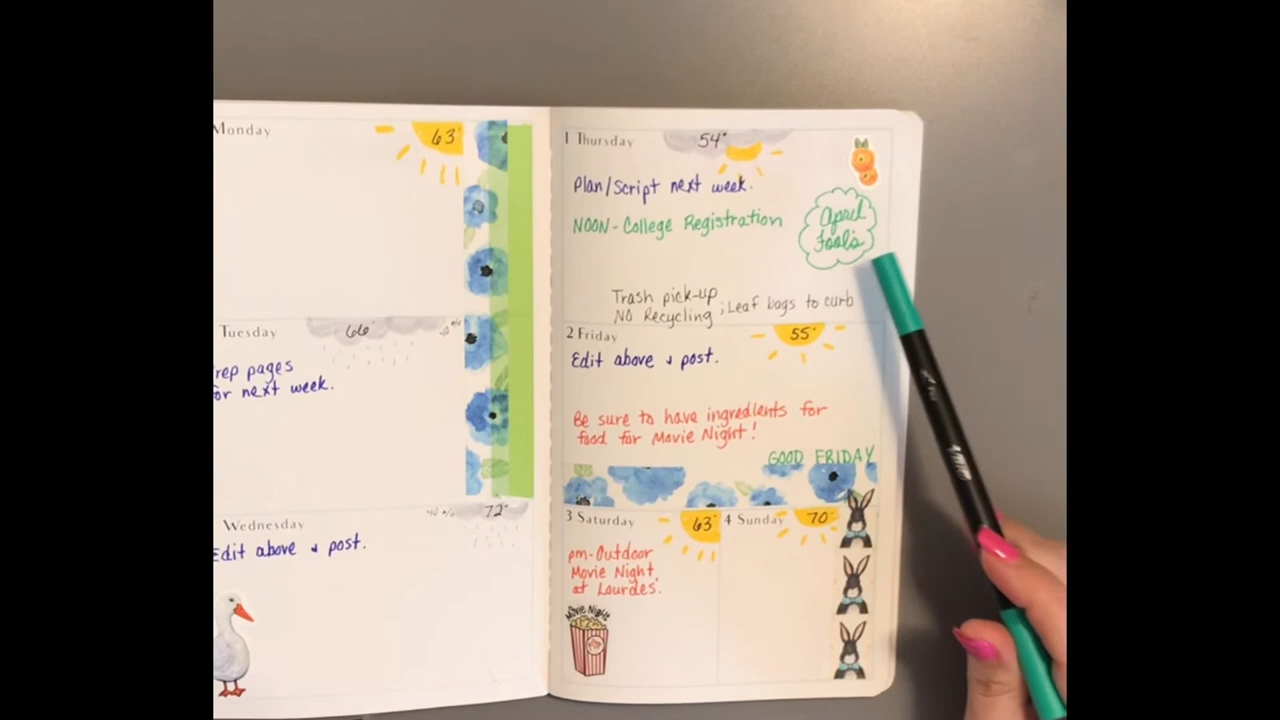 Monday
63°
Tuesday
66°
rep pages
or next week.
Wednesday
72°
Edit above & post.
1 Thursday
54°
Plan/Script next week.
NOON - College Registration
April
Fool's
Trash pick-up
NO Recycling ; Leaf bags to curb
2 Friday
55°
Edit above & post.
Be sure to have ingredients for
food for Movie Night!
GOOD FRIDAY
3 Saturday
63°
pm-Outdoor
Movie Night
at Lourdes'.
Movie Night
4 Sunday
70°